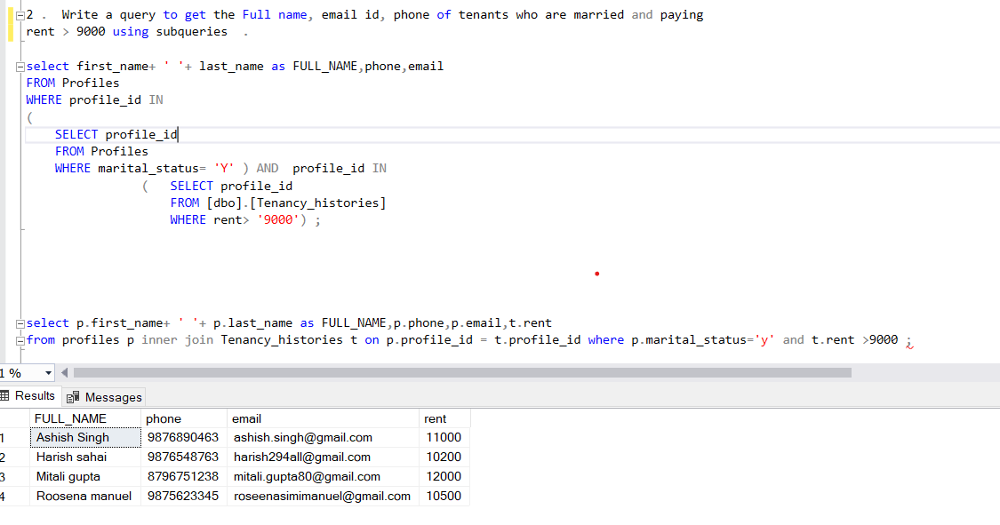 2 .  Write a query to get the Full name, email id, phone of tenants who are married and paying
rent > 9000 using subqueries  .
select first_name+ ' '+ last_name as FULL_NAME,phone,email
FROM Profiles
WHERE profile_id IN
(
SELECT profile_id
FROM Profiles
WHERE marital_status= 'Y' ) AND  profile_id IN
(   SELECT profile_id
FROM [dbo].[Tenancy_histories]
WHERE rent> '9000') ;
select p.first_name+ ' '+ p.last_name as FULL_NAME,p.phone,p.email,t.rent
from profiles p inner join Tenancy_histories t on p.profile_id = t.profile_id where p.marital_status='y' and t.rent >9000 ;
1 %
Results Messages
FULL_NAME phone email rent
1 Ashish Singh 9876890463 ashish.singh@gmail.com 11000
2 Harish sahai 9876548763 harish294all@gmail.com 10200
3 Mitali gupta 8796751238 mitali.gupta80@gmail.com 12000
4 Roosena manuel 9875623345 roseenasimimanuel@gmail.com 10500